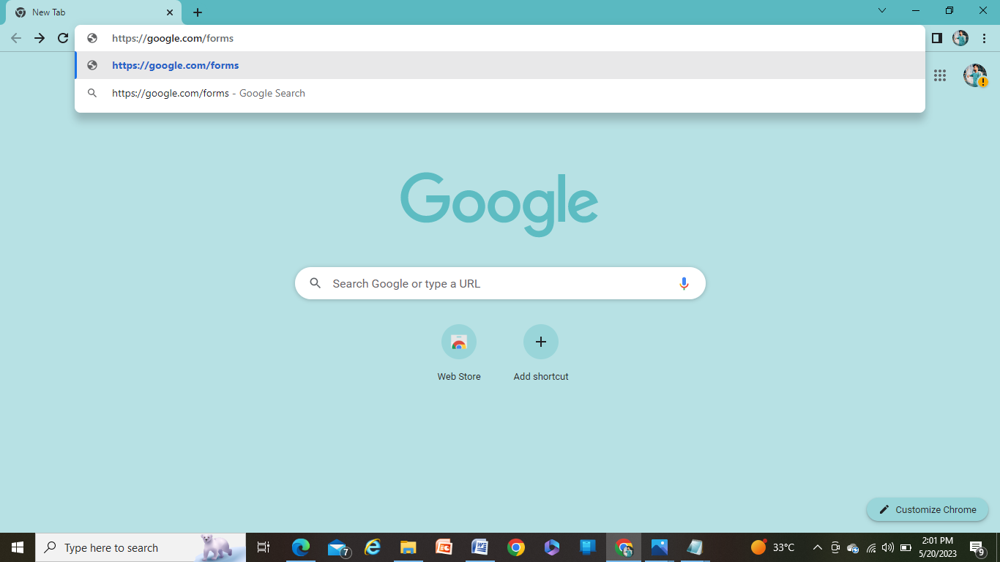 New Tab
https://google.com/forms
https://google.com/forms
https://google.com/forms - Google Search
Google
Search Google or type a URL
Web Store
Add shortcut
Customize Chrome
Type here to search
7
33°C
2:01 PM
5/20/2023
9